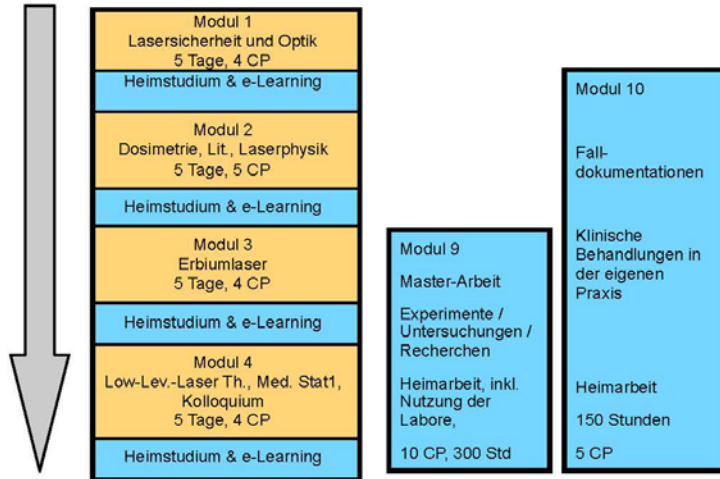 Modul 1
Lasersicherheit und Optik
5 Tage, 4 CP
Heimstudium & e-Learning
Modul 2
Dosimetrie, Lit., Laserphysik
5 Tage, 5 CP
Heimstudium & e-Learning
Modul 3
Erbiumlaser
5 Tage, 4 CP
Heimstudium & e-Learning
Modul 4
Low-Lev.-Laser Th., Med. Stat1,
Kolloquium
5 Tage, 4 CP
Heimstudium & e-Learning
Modul 9
Master-Arbeit
Experimente /
Untersuchungen /
Recherchen
Heimarbeit, inkl.
Nutzung der
Labore,
10 CP, 300 Std
Modul 10
Fall-
dokumentationen
Klinische
Behandlungen in
der eigenen
Praxis
Heimarbeit
150 Stunden
5 CP